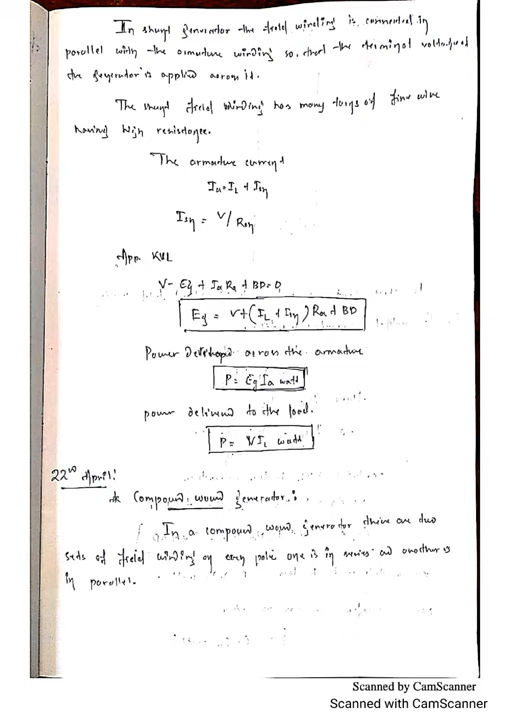 In shunt generator the field winding is connected in
parallel with the armature winding so that the terminal voltage of
the generator is applied across it.
The shunt field winding has many turns of fine wire
having high resistance.
The armature current
Ia = IL + Ish
Ish = V/Rsh
App. KVL
V - Eg + Ia Ra + BD = 0
Eg = V + (IL + Ish) Ra + BD
Power Developed across the armature
P = Eg Ia watt
power delivered to the load.
P = VIL watt
22nd April:
* Compound wound generator:
In a compound wound generator there are two
sets of field winding on each pole one is in series and another is
in parallel.
Scanned by CamScanner
Scanned with CamScanner